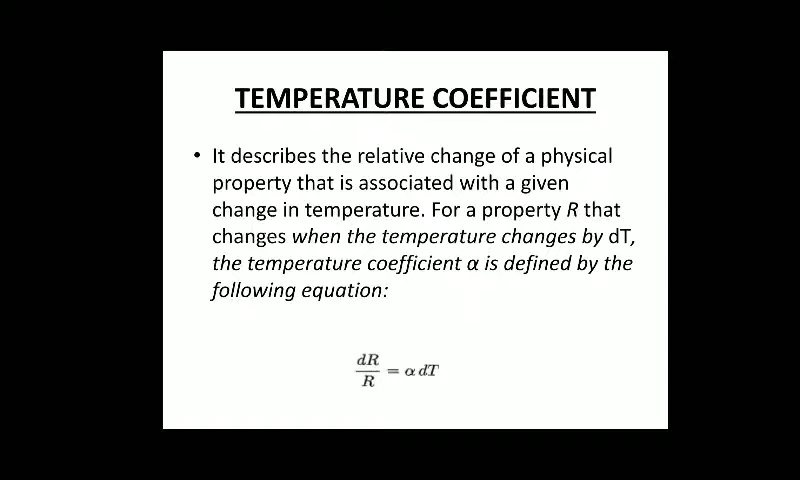 TEMPERATURE COEFFICIENT
• It describes the relative change of a physical
property that is associated with a given
change in temperature. For a property R that
changes when the temperature changes by dT,
the temperature coefficient α is defined by the
following equation:
dR/R = α dT